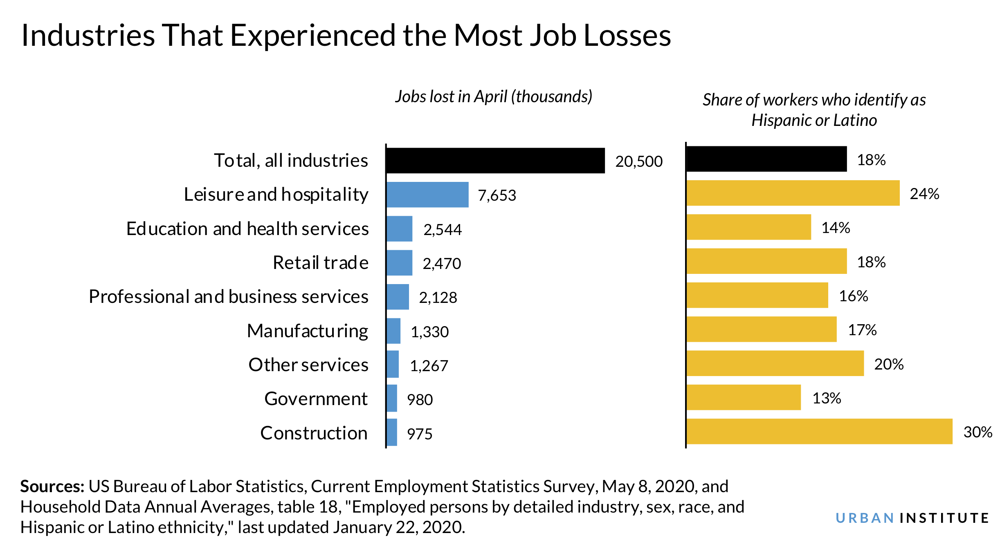 Industries That Experienced the Most Job Losses
Jobs lost in April (thousands)
Share of workers who identify as
Hispanic or Latino
Total, all industries 20,500 18%
Leisure and hospitality 7,653 24%
Education and health services 2,544 14%
Retail trade 2,470 18%
Professional and business services 2,128 16%
Manufacturing 1,330 17%
Other services 1,267 20%
Government 980 13%
Construction 975 30%
Sources: US Bureau of Labor Statistics, Current Employment Statistics Survey, May 8, 2020, and
Household Data Annual Averages, table 18, "Employed persons by detailed industry, sex, race, and
Hispanic or Latino ethnicity," last updated January 22, 2020.
URBAN INSTITUTE